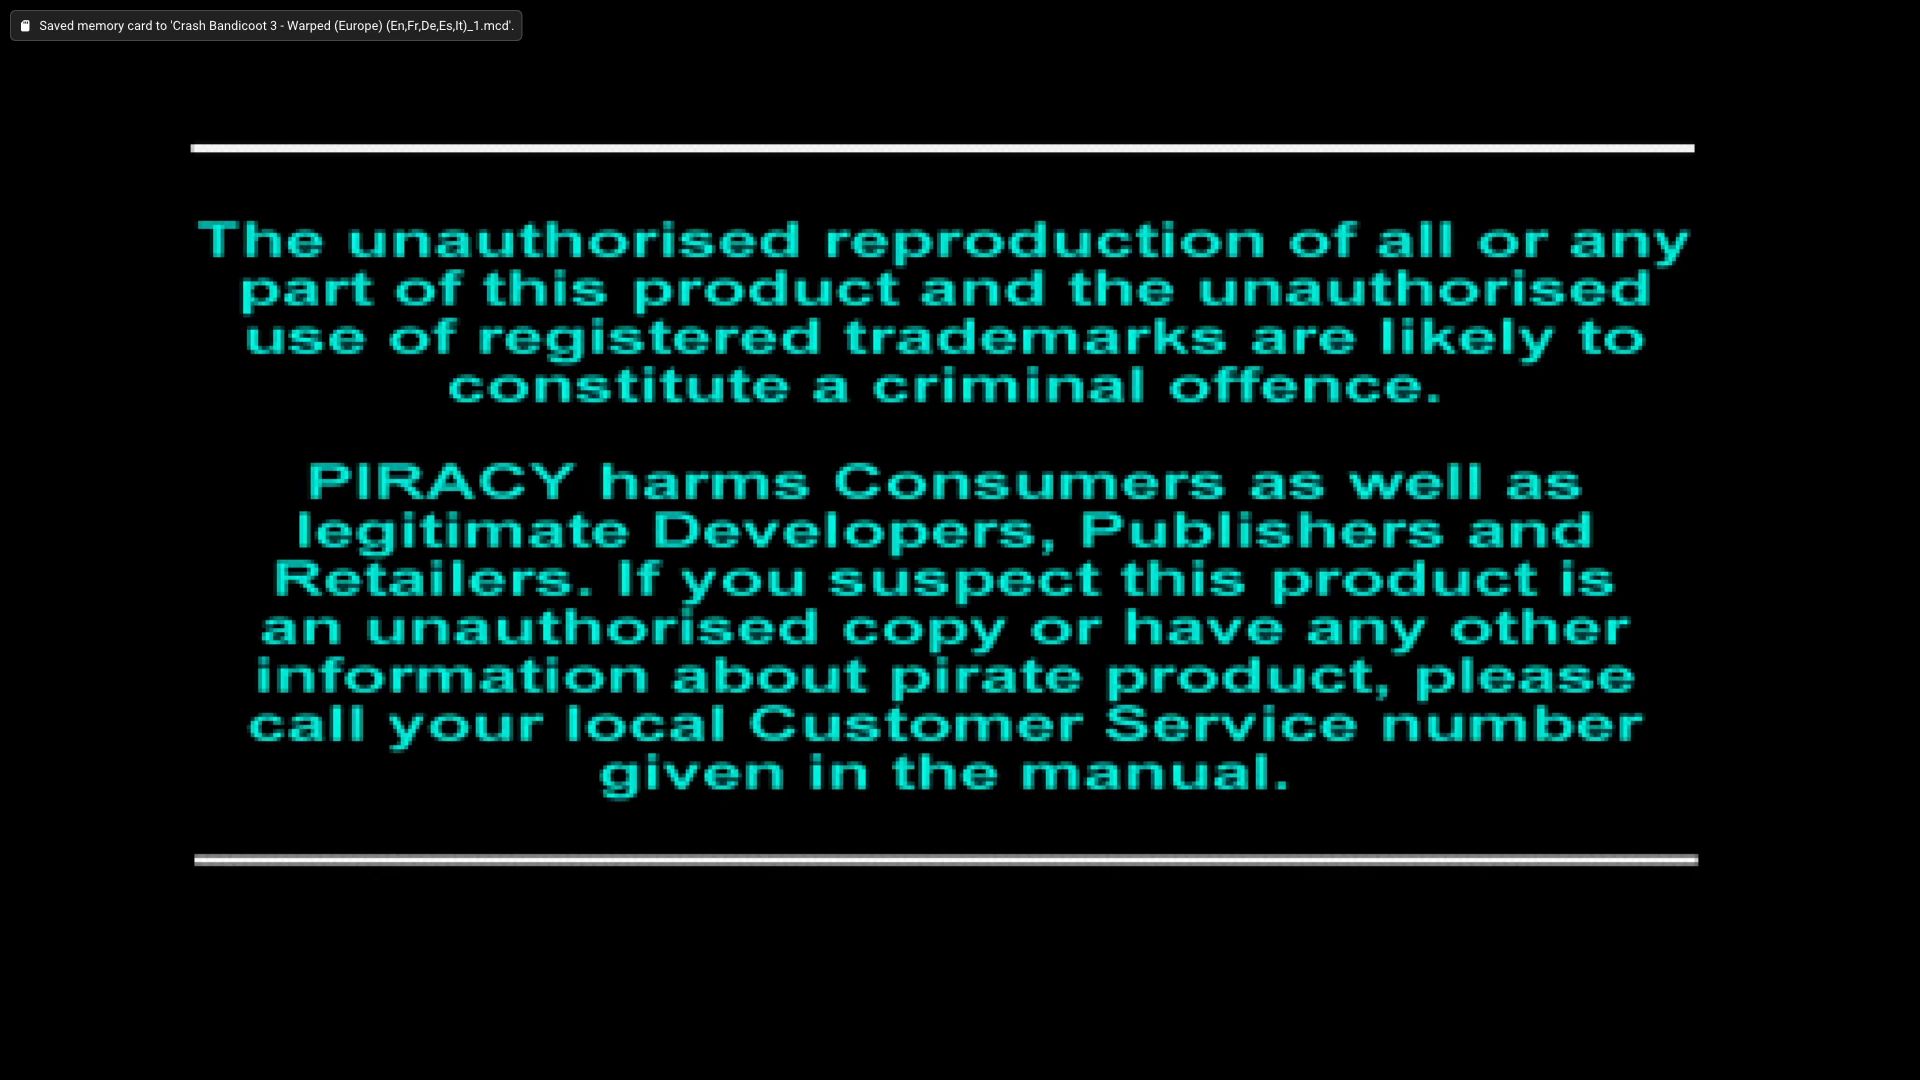 Saved memory card to 'Crash Bandicoot 3 - Warped (Europe) (En,Fr,De,Es,It)_1.mcd'.
The unauthorised reproduction of all or any
part of this product and the unauthorised
use of registered trademarks are likely to
constitute a criminal offence.
PIRACY harms Consumers as well as
legitimate Developers, Publishers and
Retailers. If you suspect this product is
an unauthorised copy or have any other
information about pirate product, please
call your local Customer Service number
given in the manual.